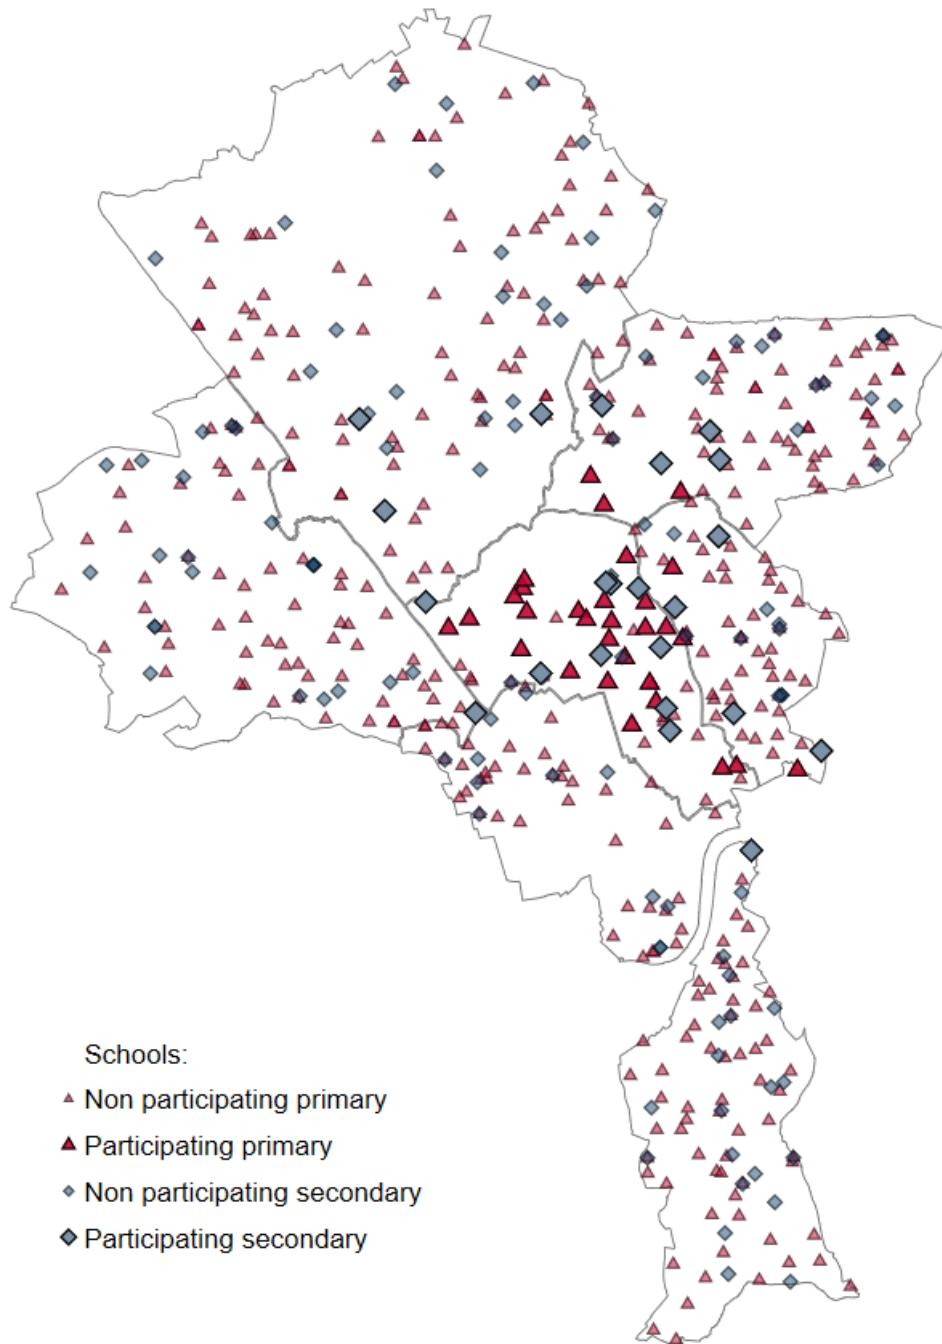 Schools:
Non participating primary
Participating primary
Non participating secondary
Participating secondary